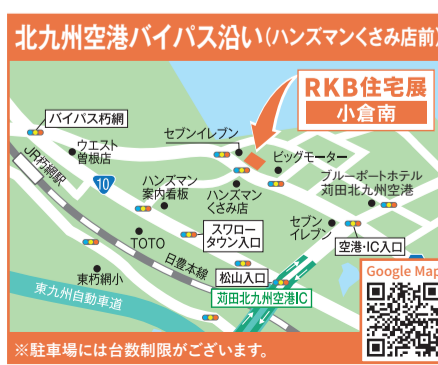 北九州空港バイパス沿い(ハンズマンくさみ店前)
RKB住宅展
小倉南
バイパス朽網
ウエスト
曽根店
セブンイレブン
ビッグモーター
JR朽網駅
10
ハンズマン
案内看板
ハンズマン
くさみ店
ブルーポートホテル
苅田北九州空港
TOTO
スワロー
タウン入口
セブン
イレブン
空港・IC入口
日豊本線
東朽網小
松山入口
苅田北九州空港IC
東九州自動車道
Google Map
※駐車場には台数制限がございます。